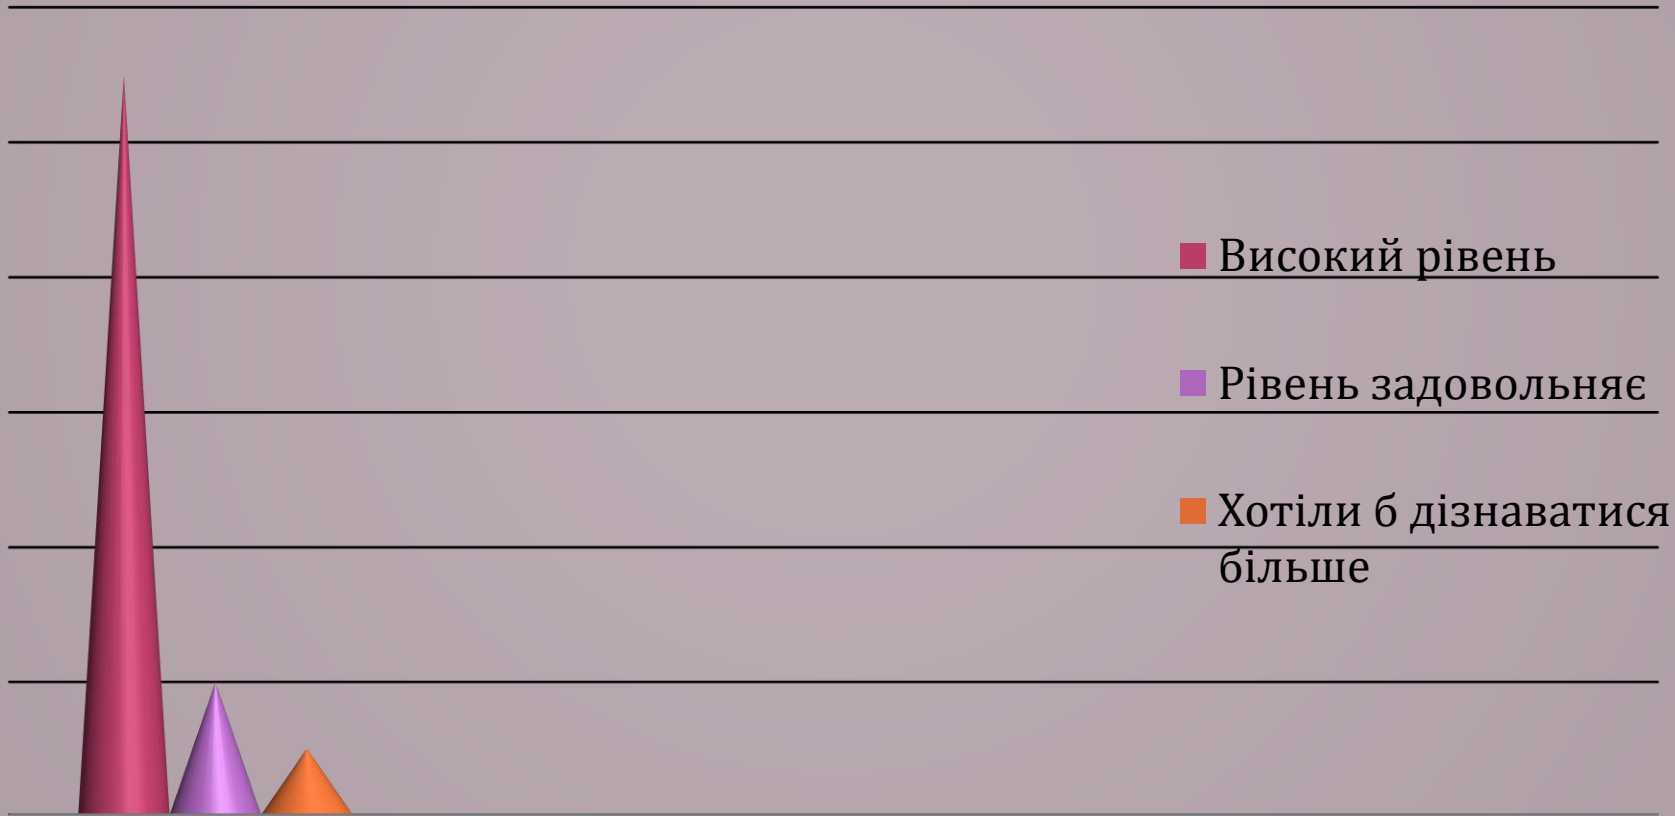 Високий рівень
Рівень задовольняє
Хотіли б дізнаватися
більше